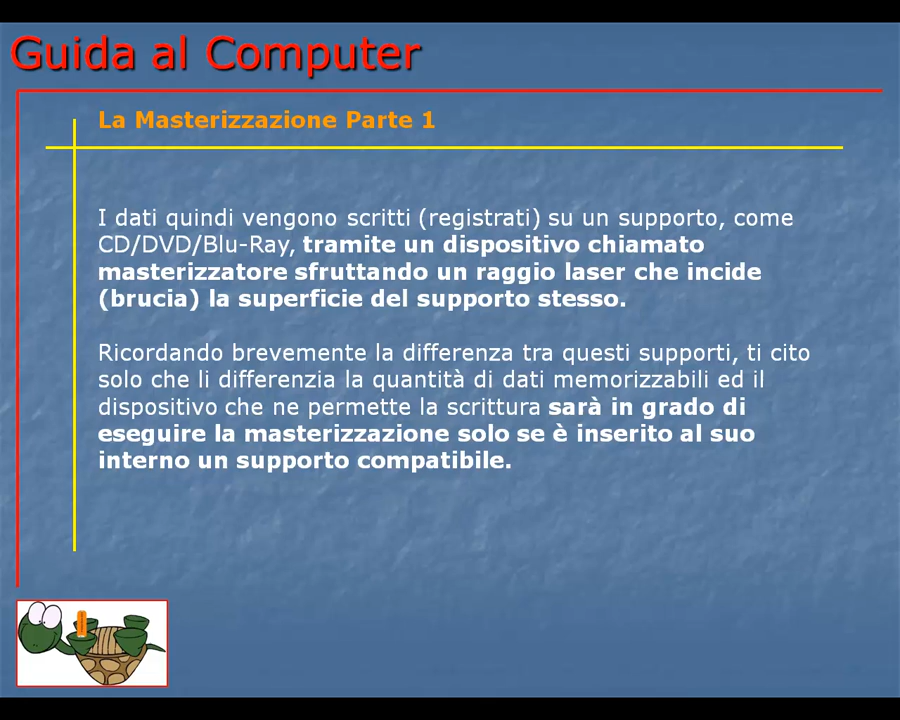 Guida al Computer
La Masterizzazione Parte 1
I dati quindi vengono scritti (registrati) su un supporto, come
CD/DVD/Blu-Ray, tramite un dispositivo chiamato
masterizzatore sfruttando un raggio laser che incide
(brucia) la superficie del supporto stesso.
Ricordando brevemente la differenza tra questi supporti, ti cito
solo che li differenzia la quantità di dati memorizzabili ed il
dispositivo che ne permette la scrittura sarà in grado di
eseguire la masterizzazione solo se è inserito al suo
interno un supporto compatibile.